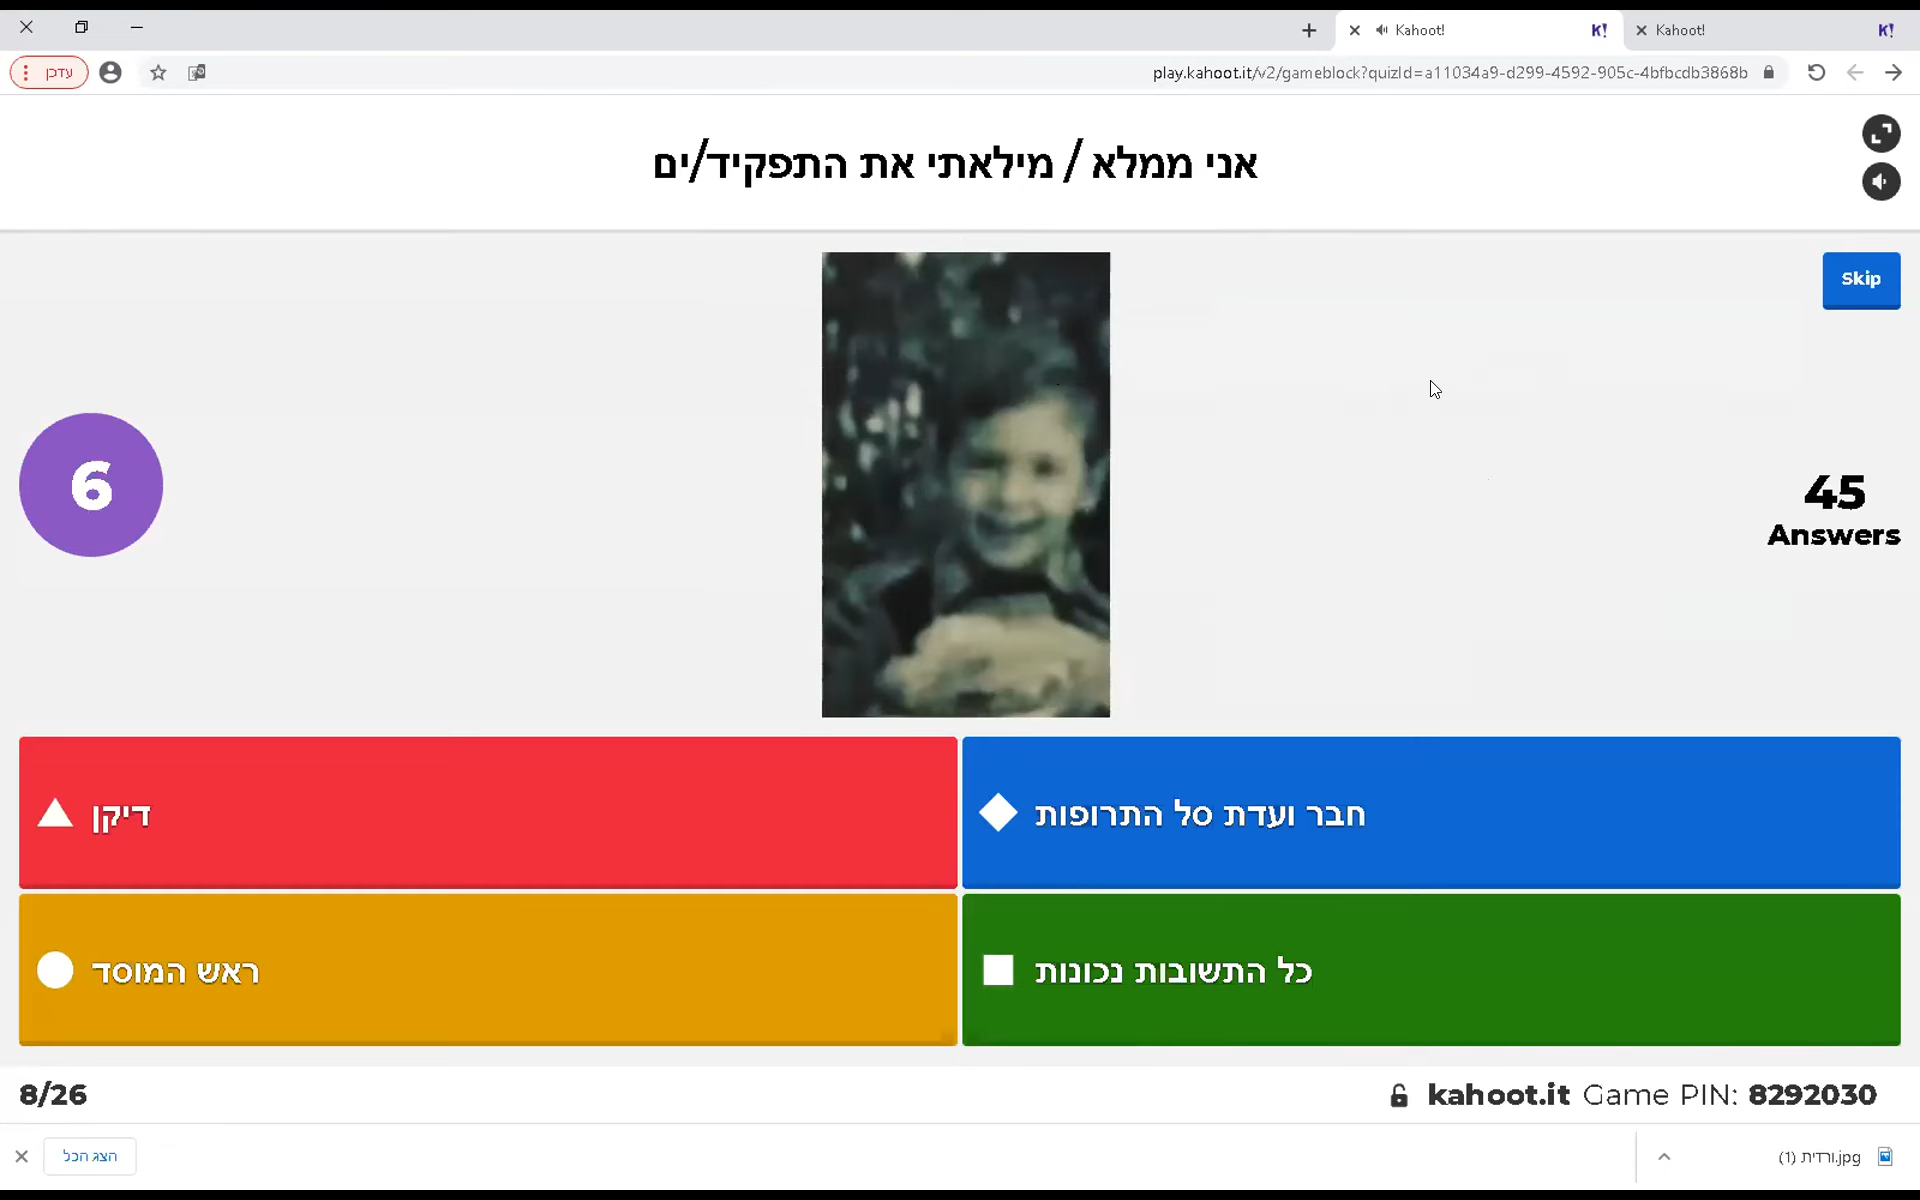 Kahoot!
K!
Kahoot!
K!
עדכן
play.kahoot.it/v2/gameblock?quizId=a11034a9-d299-4592-905c-4bfbcdb3868b
אני ממלא / מילאתי את התפקיד/ים
Skip
6
45
Answers
דיקן
חבר ועדת סל התרופות
ראש המוסד
כל התשובות נכונות
8/26
kahoot.it Game PIN: 8292030
הצג הכל
ורדית (1).jpg